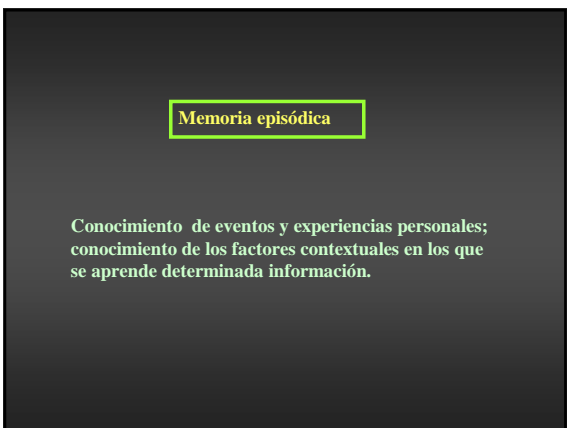 Memoria episódica
Conocimiento de eventos y experiencias personales;
conocimiento de los factores contextuales en los que
se aprende determinada información.